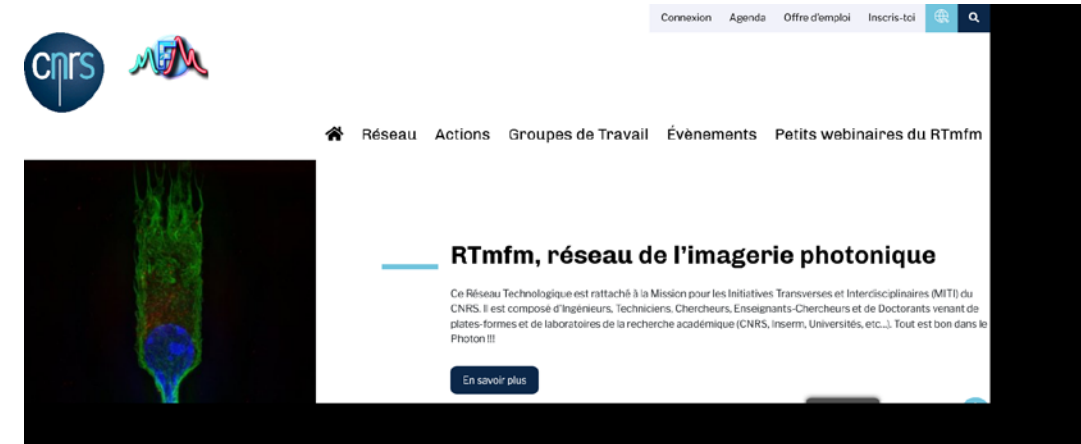 Connexion Agenda Offre d'emploi Inscris-toi
cnrs
MFM
Réseau Actions Groupes de Travail Évènements Petits webinaires du RTmfm
RTmfm, réseau de l'imagerie photonique
Ce Réseau Technologique est rattaché à la Mission pour les Initiatives Transverses et Interdisciplinaires (MITI) du
CNRS. Il est composé d'Ingénieurs, Techniciens, Chercheurs, Enseignants-Chercheurs et de Doctorants venant de
plates-formes et de laboratoires de la recherche académique (CNRS, Inserm, Universités, etc...). Tout est bon dans le
Photon !!!
En savoir plus